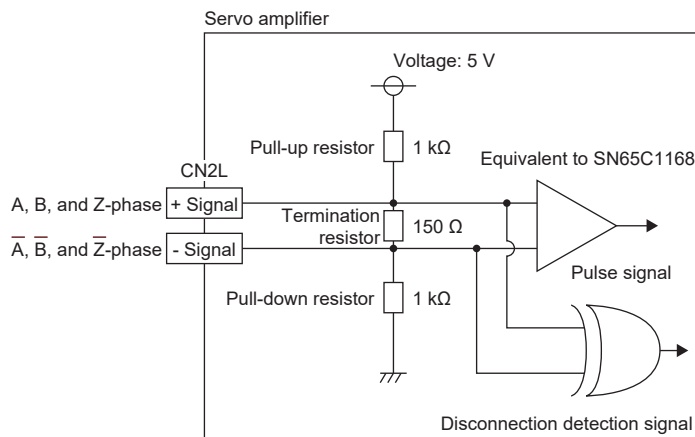 Servo amplifier
Voltage: 5 V
Pull-up resistor 1 kΩ
CN2L
Equivalent to SN65C1168
A, B, and Z-phase + Signal
Termination
resistor
150 Ω
A̅, B̅, and Z̅-phase - Signal
Pulse signal
Pull-down resistor 1 kΩ
Disconnection detection signal